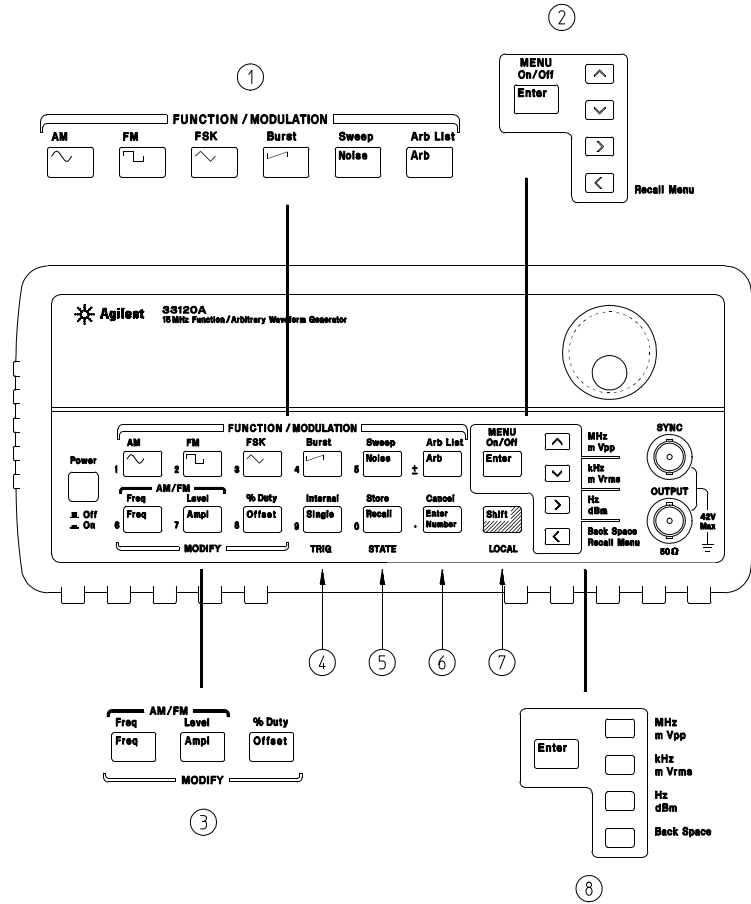 2
MENU
On/Off
Enter
Recall Menu
1
FUNCTION / MODULATION
AM FM FSK Burst Sweep Arb List
Noise Arb
Agilent 33120A
15 MHz Function / Arbitrary Waveform Generator
FUNCTION / MODULATION
AM FM FSK Burst Sweep Arb List
1 2 3 4 5 Noise ± Arb
MENU
On/Off
Enter
MHz
m Vpp
kHz
m Vrms
Hz
dBm
Back Space
Recall Menu
SYNC
OUTPUT
42V
Max
50Ω
Power
Off
On
AM/FM
Freq Level % Duty Internal Store Cancel
6 Freq 7 Ampl 8 Offset 9 Single 0 Recall . Enter Number Shift
MODIFY TRIG STATE LOCAL
4 5 6 7
AM/FM
Freq Level % Duty
Freq Ampl Offset
MODIFY
3
Enter
MHz
m Vpp
kHz
m Vrms
Hz
dBm
Back Space
8